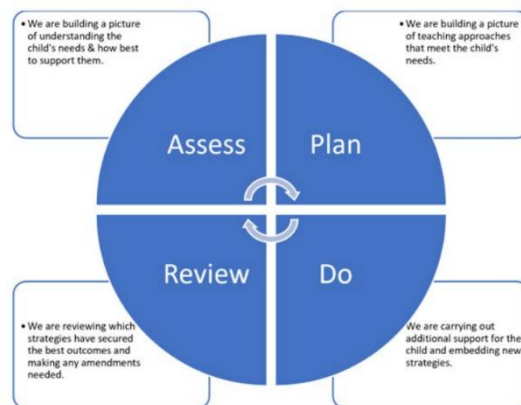 • We are building a picture
of understanding the
child's needs & how best
to support them.
• We are building a picture
of teaching approaches
that meet the child's
needs.
Assess
Plan
Review
Do
• We are reviewing which
strategies have secured
the best outcomes and
making any amendments
needed.
We are carrying out
additional support for the
child and embedding new
strategies.